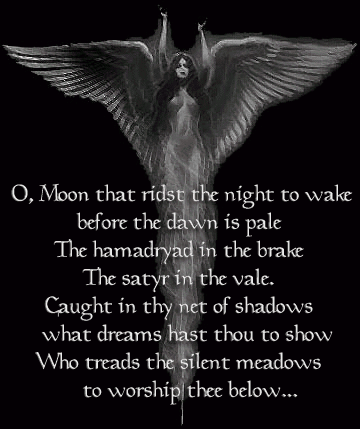 O, Moon that ridst the night to wake
before the dawn is pale
The hamadryad in the brake
The satyr in the vale.
Caught in thy net of shadows
what dreams hast thou to show
Who treads the silent meadows
to worship thee below...